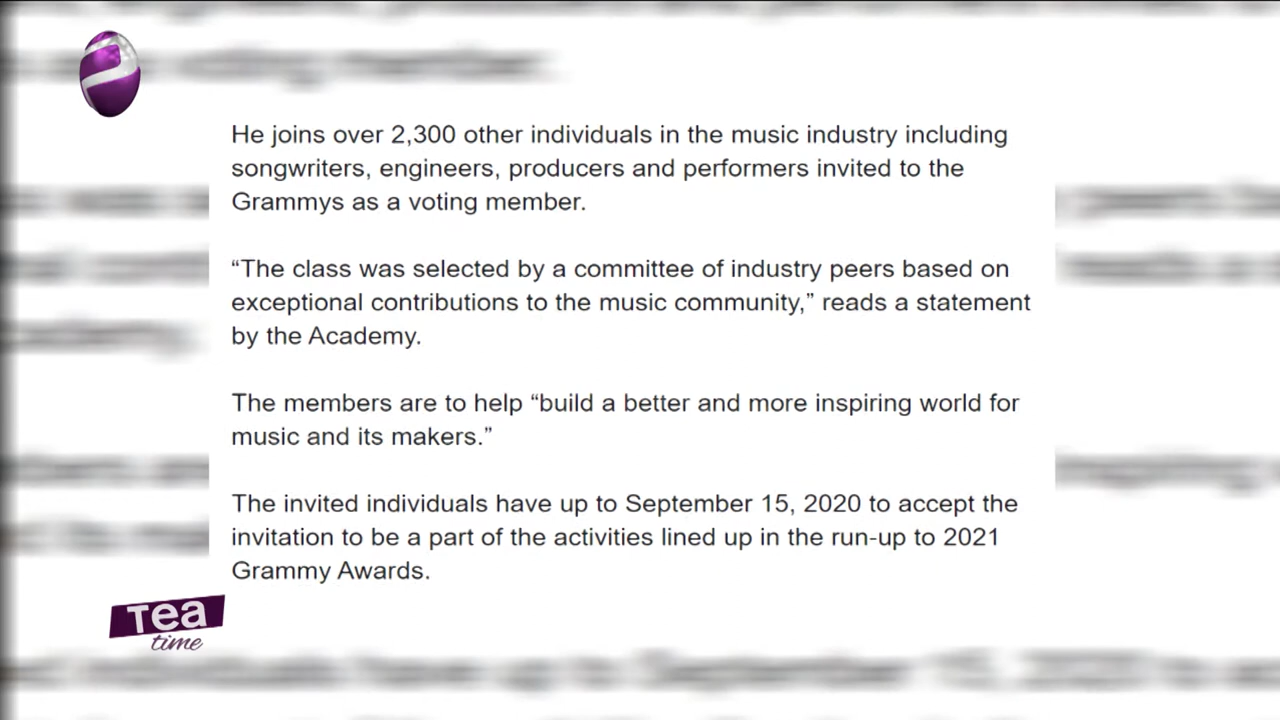 He joins over 2,300 other individuals in the music industry including
songwriters, engineers, producers and performers invited to the
Grammys as a voting member.
“The class was selected by a committee of industry peers based on
exceptional contributions to the music community,” reads a statement
by the Academy.
The members are to help “build a better and more inspiring world for
music and its makers.”
The invited individuals have up to September 15, 2020 to accept the
invitation to be a part of the activities lined up in the run-up to 2021
Grammy Awards.
Tea
time